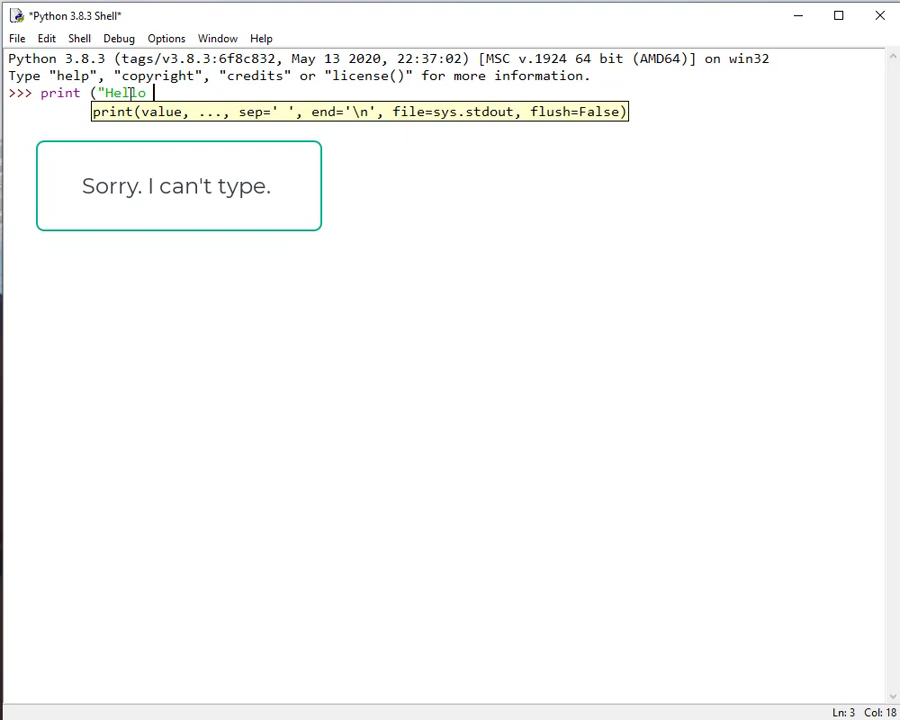 *Python 3.8.3 Shell*
File Edit Shell Debug Options Window Help
Python 3.8.3 (tags/v3.8.3:6f8c832, May 13 2020, 22:37:02) [MSC v.1924 64 bit (AMD64)] on win32
Type "help", "copyright", "credits" or "license()" for more information.
>>> print ("Hello
print(value, ..., sep=' ', end='\n', file=sys.stdout, flush=False)
Sorry. I can't type.
Ln: 3 Col: 18